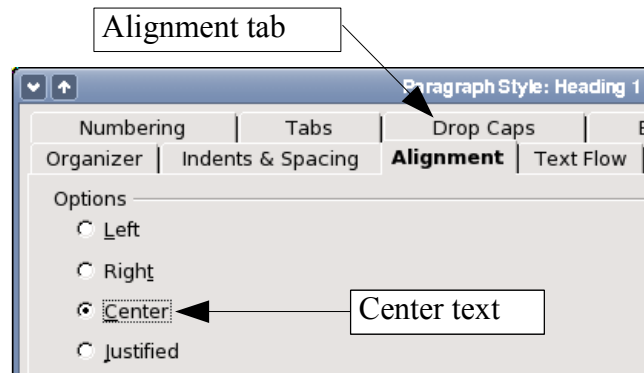 Alignment tab
Paragraph Style: Heading 1
Numbering Tabs Drop Caps
Organizer Indents & Spacing Alignment Text Flow
Options
Left
Right
Center Center text
Justified